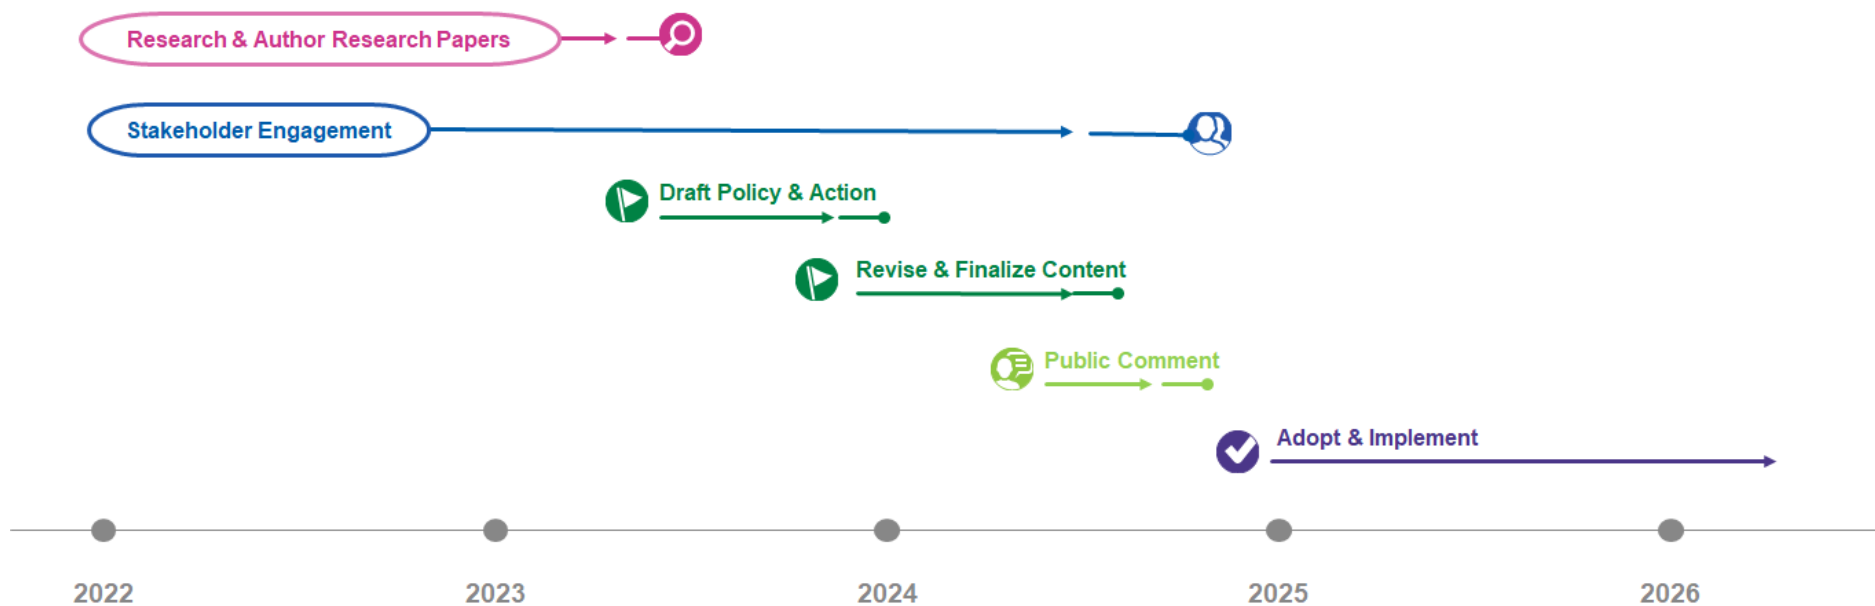 Research & Author Research Papers
Stakeholder Engagement
Draft Policy & Action
Revise & Finalize Content
Public Comment
Adopt & Implement
2022 2023 2024 2025 2026